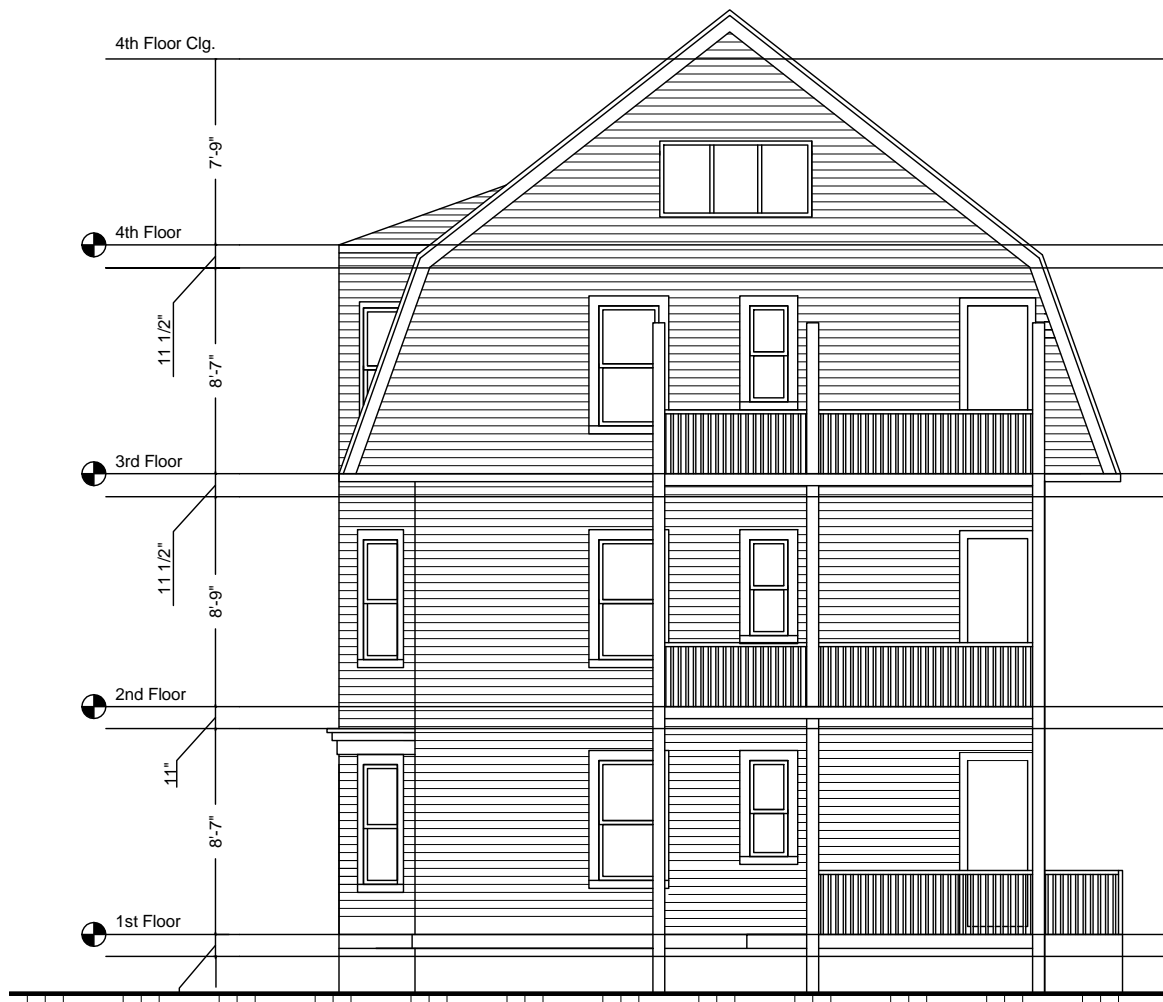 4th Floor Clg.
7'-9"
4th Floor
11 1/2"
8'-7"
3rd Floor
11 1/2"
8'-9"
2nd Floor
11"
8'-7"
1st Floor